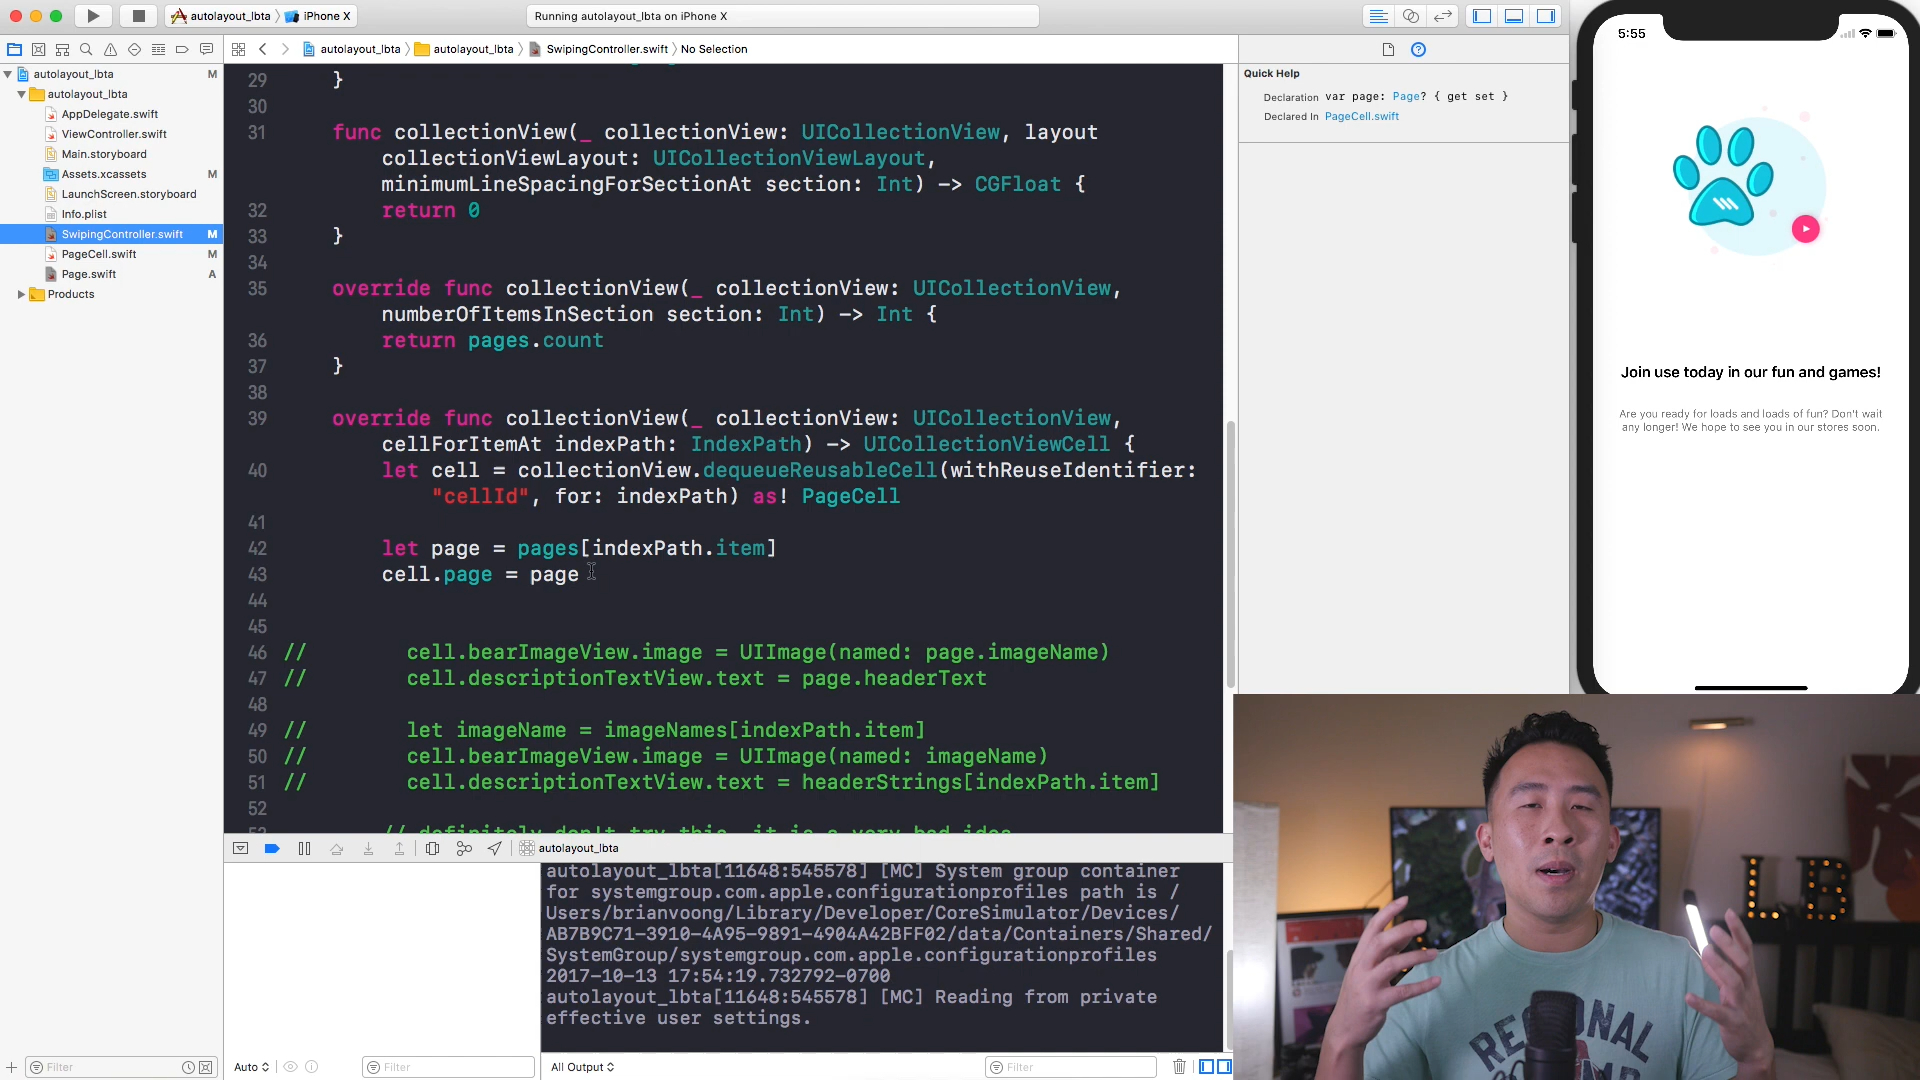 autolayout_lbta
iPhone X
Running autolayout_lbta on iPhone X
5:55
autolayout_lbta
autolayout_lbta
SwipingController.swift
No Selection
Quick Help
autolayout_lbta M
autolayout_lbta
AppDelegate.swift
ViewController.swift
Main.storyboard
Assets.xcassets M
LaunchScreen.storyboard
Info.plist
SwipingController.swift M
PageCell.swift M
Page.swift A
Products
29 }
30
31 func collectionView(_ collectionView: UICollectionView, layout
collectionViewLayout: UICollectionViewLayout,
minimumLineSpacingForSectionAt section: Int) -> CGFloat {
32 return 0
33 }
34
35 override func collectionView(_ collectionView: UICollectionView,
numberOfItemsInSection section: Int) -> Int {
36 return pages.count
37 }
38
39 override func collectionView(_ collectionView: UICollectionView,
cellForItemAt indexPath: IndexPath) -> UICollectionViewCell {
40 let cell = collectionView.dequeueReusableCell(withReuseIdentifier:
"cellId", for: indexPath) as! PageCell
41
42 let page = pages[indexPath.item]
43 cell.page = page
44
45
46 // cell.bearImageView.image = UIImage(named: page.imageName)
47 // cell.descriptionTextView.text = page.headerText
48
49 // let imageName = imageNames[indexPath.item]
50 // cell.bearImageView.image = UIImage(named: imageName)
51 // cell.descriptionTextView.text = headerStrings[indexPath.item]
52
Declaration var page: Page? { get set }
Declared In PageCell.swift
Join use today in our fun and games!
Are you ready for loads and loads of fun? Don't wait
any longer! We hope to see you in our stores soon.
autolayout_lbta
autolayout_lbta[11648:545578] [MC] System group container
for systemgroup.com.apple.configurationprofiles path is /
Users/brianvoong/Library/Developer/CoreSimulator/Devices/
AB7B9C71-3910-4A95-9891-4904A42BFF02/data/Containers/Shared/
SystemGroup/systemgroup.com.apple.configurationprofiles
2017-10-13 17:54:19.732792-0700
autolayout_lbta[11648:545578] [MC] Reading from private
effective user settings.
Filter
Auto
Filter
All Output
Filter
LB